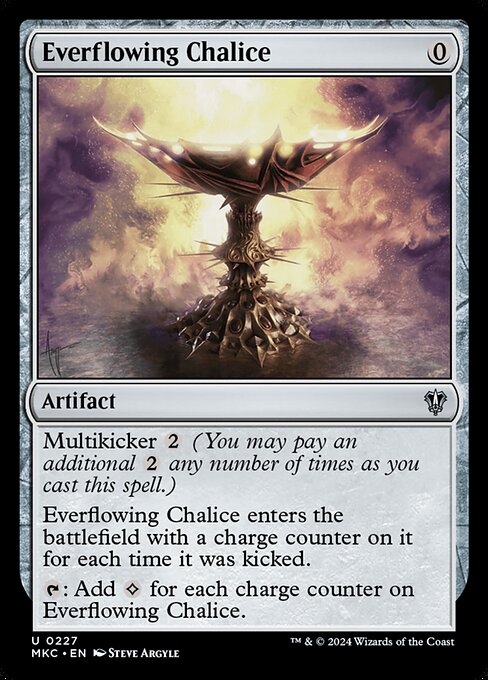 Everflowing Chalice 0
Artifact
Multikicker 2 (You may pay an
additional 2 any number of times as you
cast this spell.)
Everflowing Chalice enters the
battlefield with a charge counter on it
for each time it was kicked.
: Add for each charge counter on
Everflowing Chalice.
U 0227
MKC • EN Steve Argyle
™ & © 2024 Wizards of the Coast